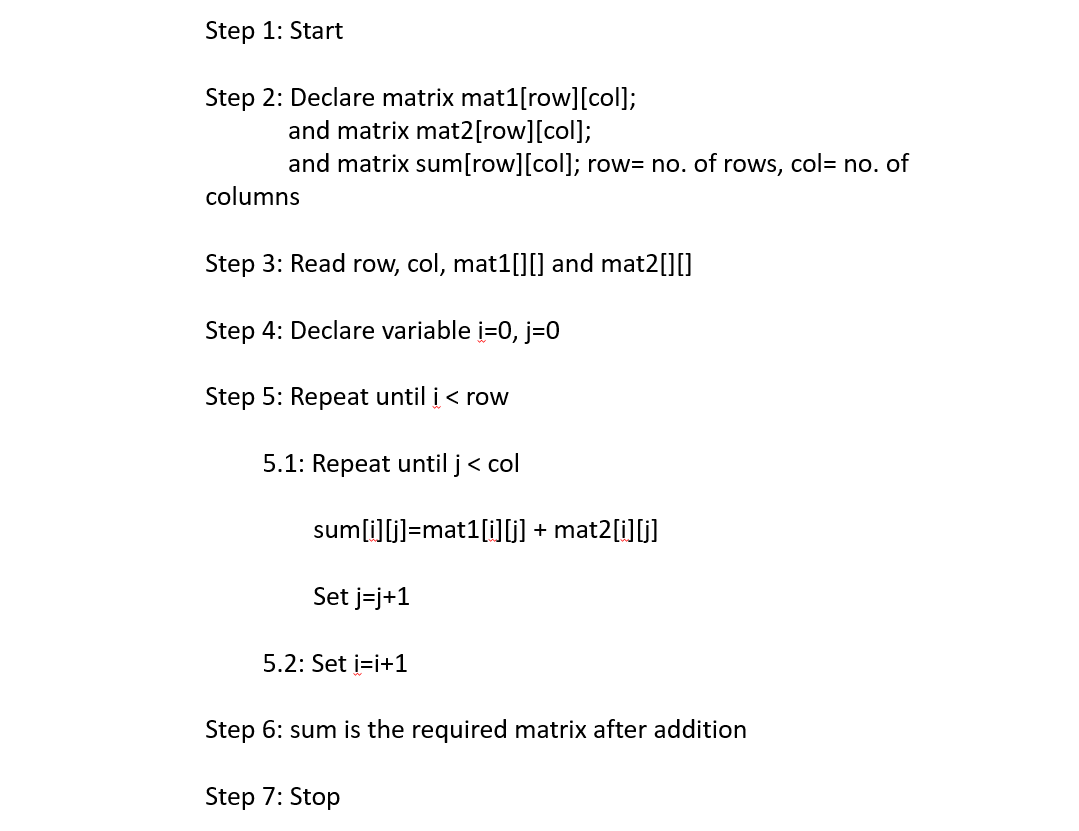 Step 1: Start
Step 2: Declare matrix mat1[row][col];
and matrix mat2[row][col];
and matrix sum[row][col]; row= no. of rows, col= no. of
columns
Step 3: Read row, col, mat1[][] and mat2[][]
Step 4: Declare variable i=0, j=0
Step 5: Repeat until i < row
5.1: Repeat until j < col
sum[i][j]=mat1[i][j] + mat2[i][j]
Set j=j+1
5.2: Set i=i+1
Step 6: sum is the required matrix after addition
Step 7: Stop